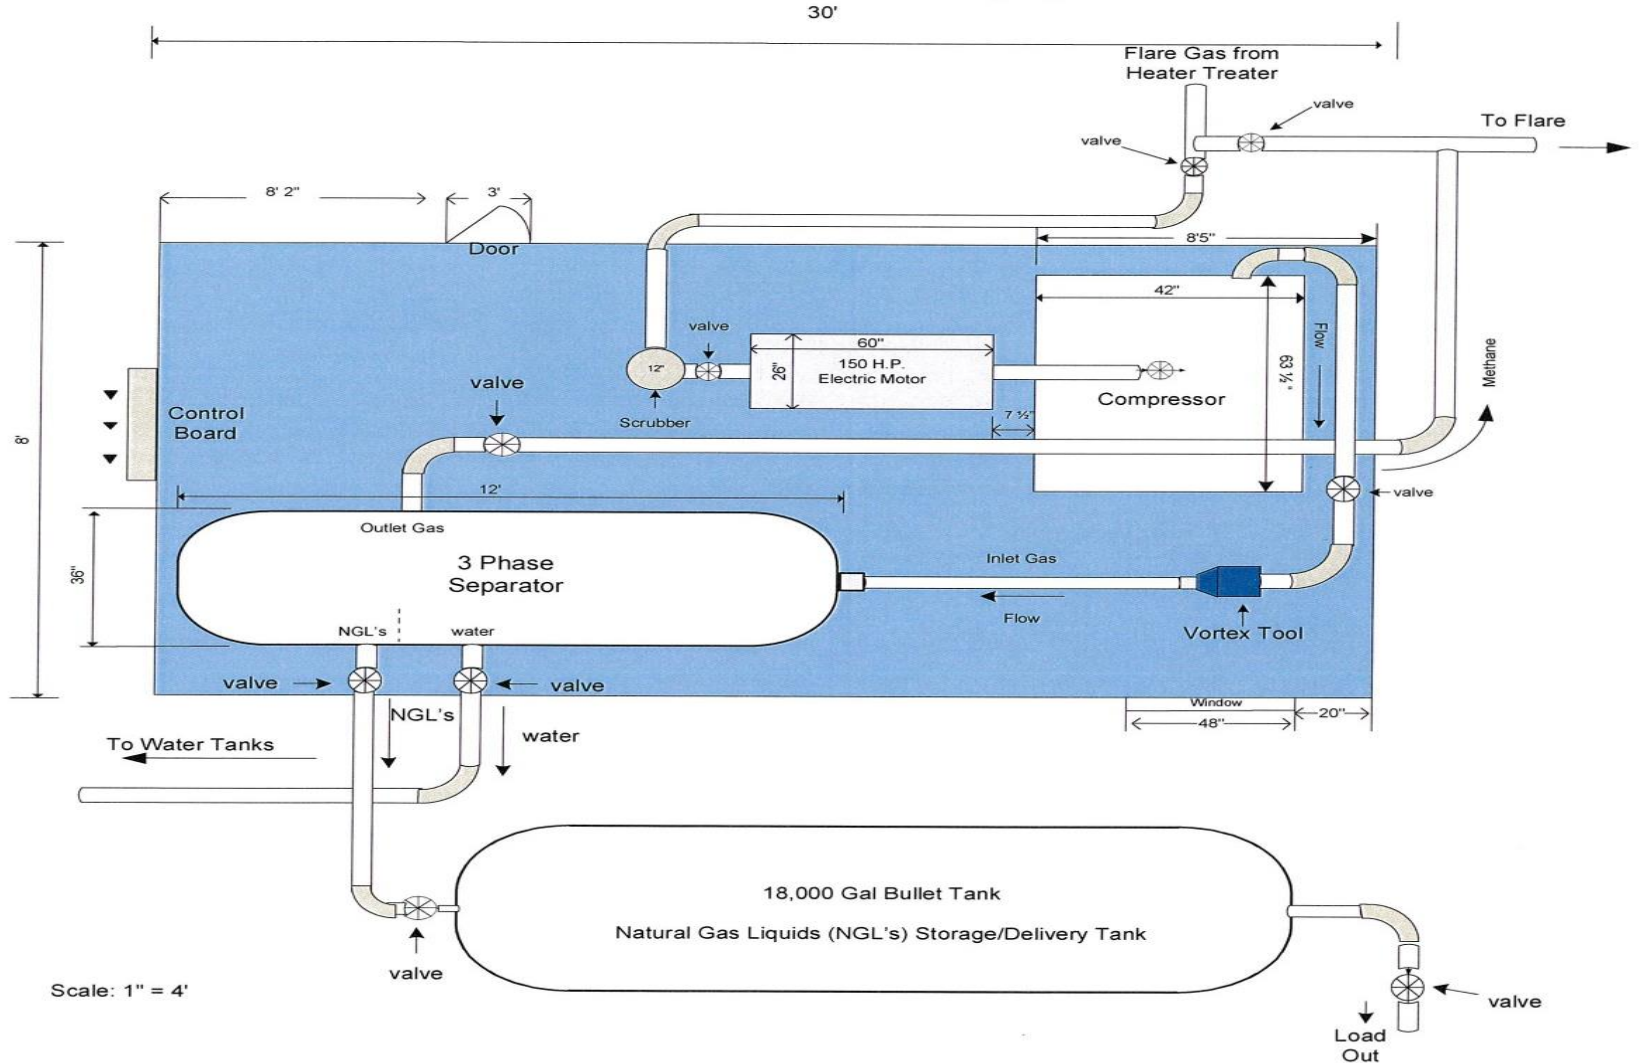 30'
Flare Gas from
Heater Treater
valve
To Flare
valve
8' 2"
3'
Door
8'5"
42"
Flow
63 ½"
Methane
valve
60"
26"
150 H.P.
Electric Motor
12"
Scrubber
Compressor
7 ½"
valve
Control
Board
8'
12'
valve
Outlet Gas
3 Phase
Separator
36"
Inlet Gas
Flow
Vortex Tool
NGL's
water
valve
valve
Window
48"
20"
NGL's
water
To Water Tanks
18,000 Gal Bullet Tank
Natural Gas Liquids (NGL's) Storage/Delivery Tank
valve
Scale: 1" = 4'
valve
Load
Out